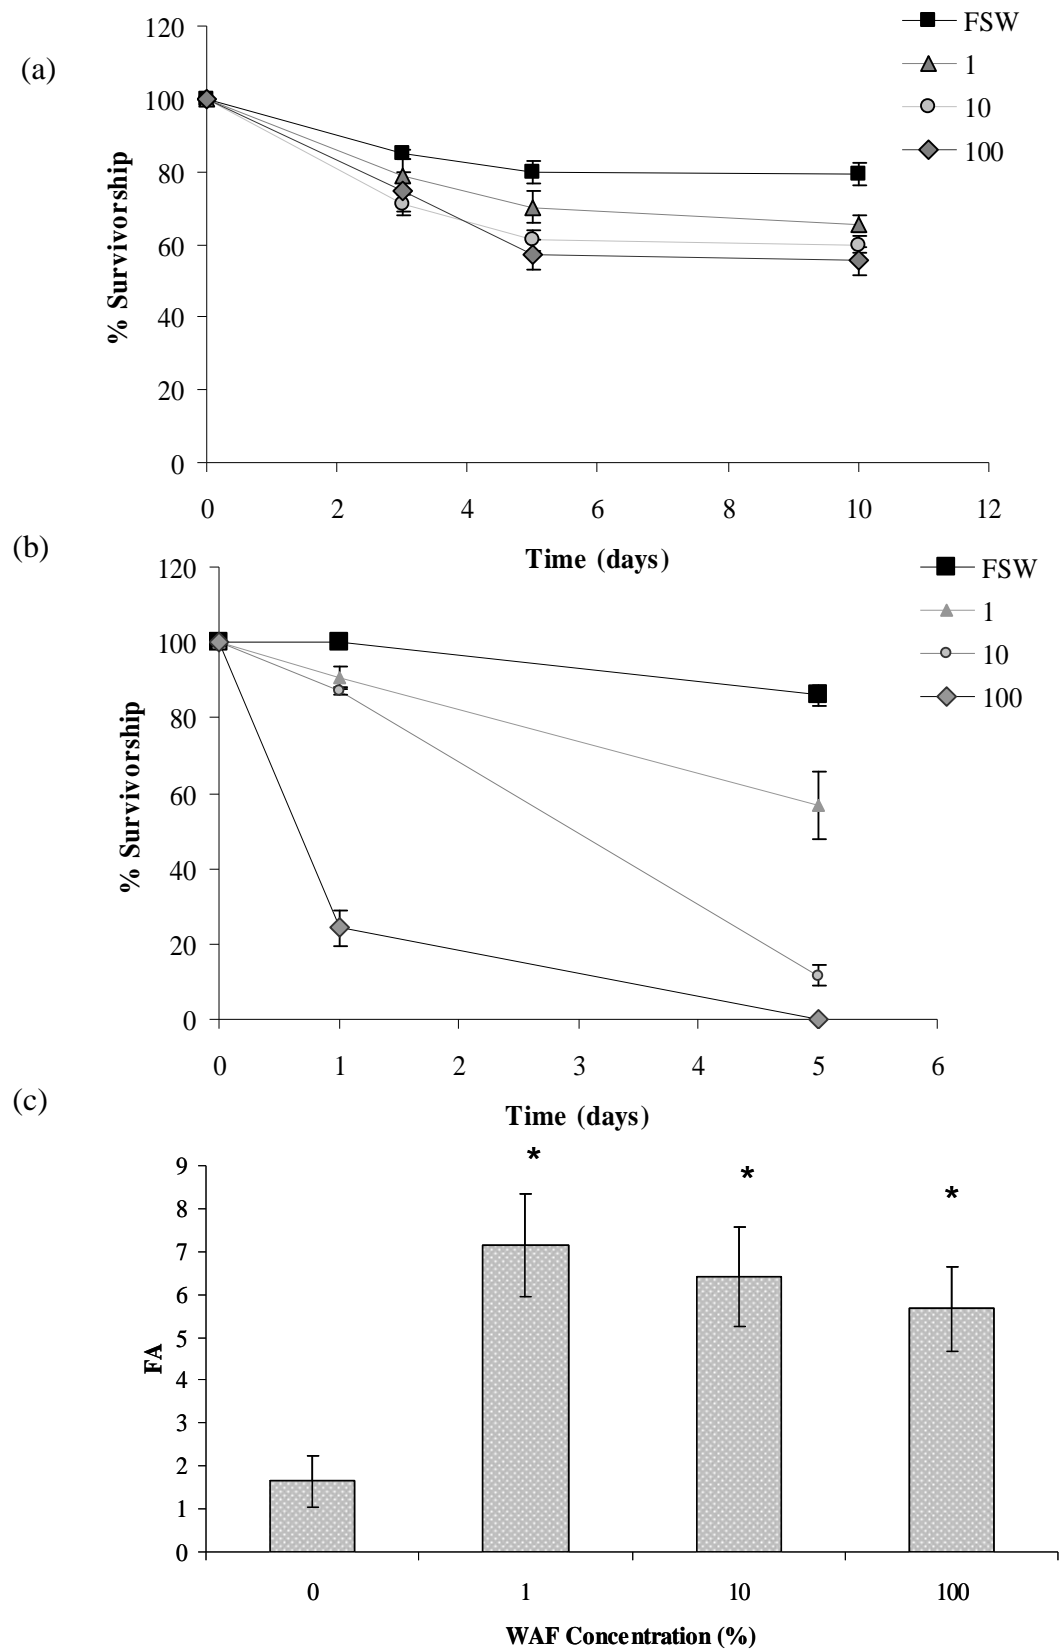 (a)
120
100
80
60
40
20
0
% Survivorship
0 2 4 6 8 10 12
Time (days)
FSW
1
10
100
(b)
120
100
80
60
40
20
0
% Survivorship
0 1 2 3 4 5 6
Time (days)
FSW
1
10
100
(c)
9
8
7
6
5
4
3
2
1
0
FA
* * *
0 1 10 100
WAF Concentration (%)